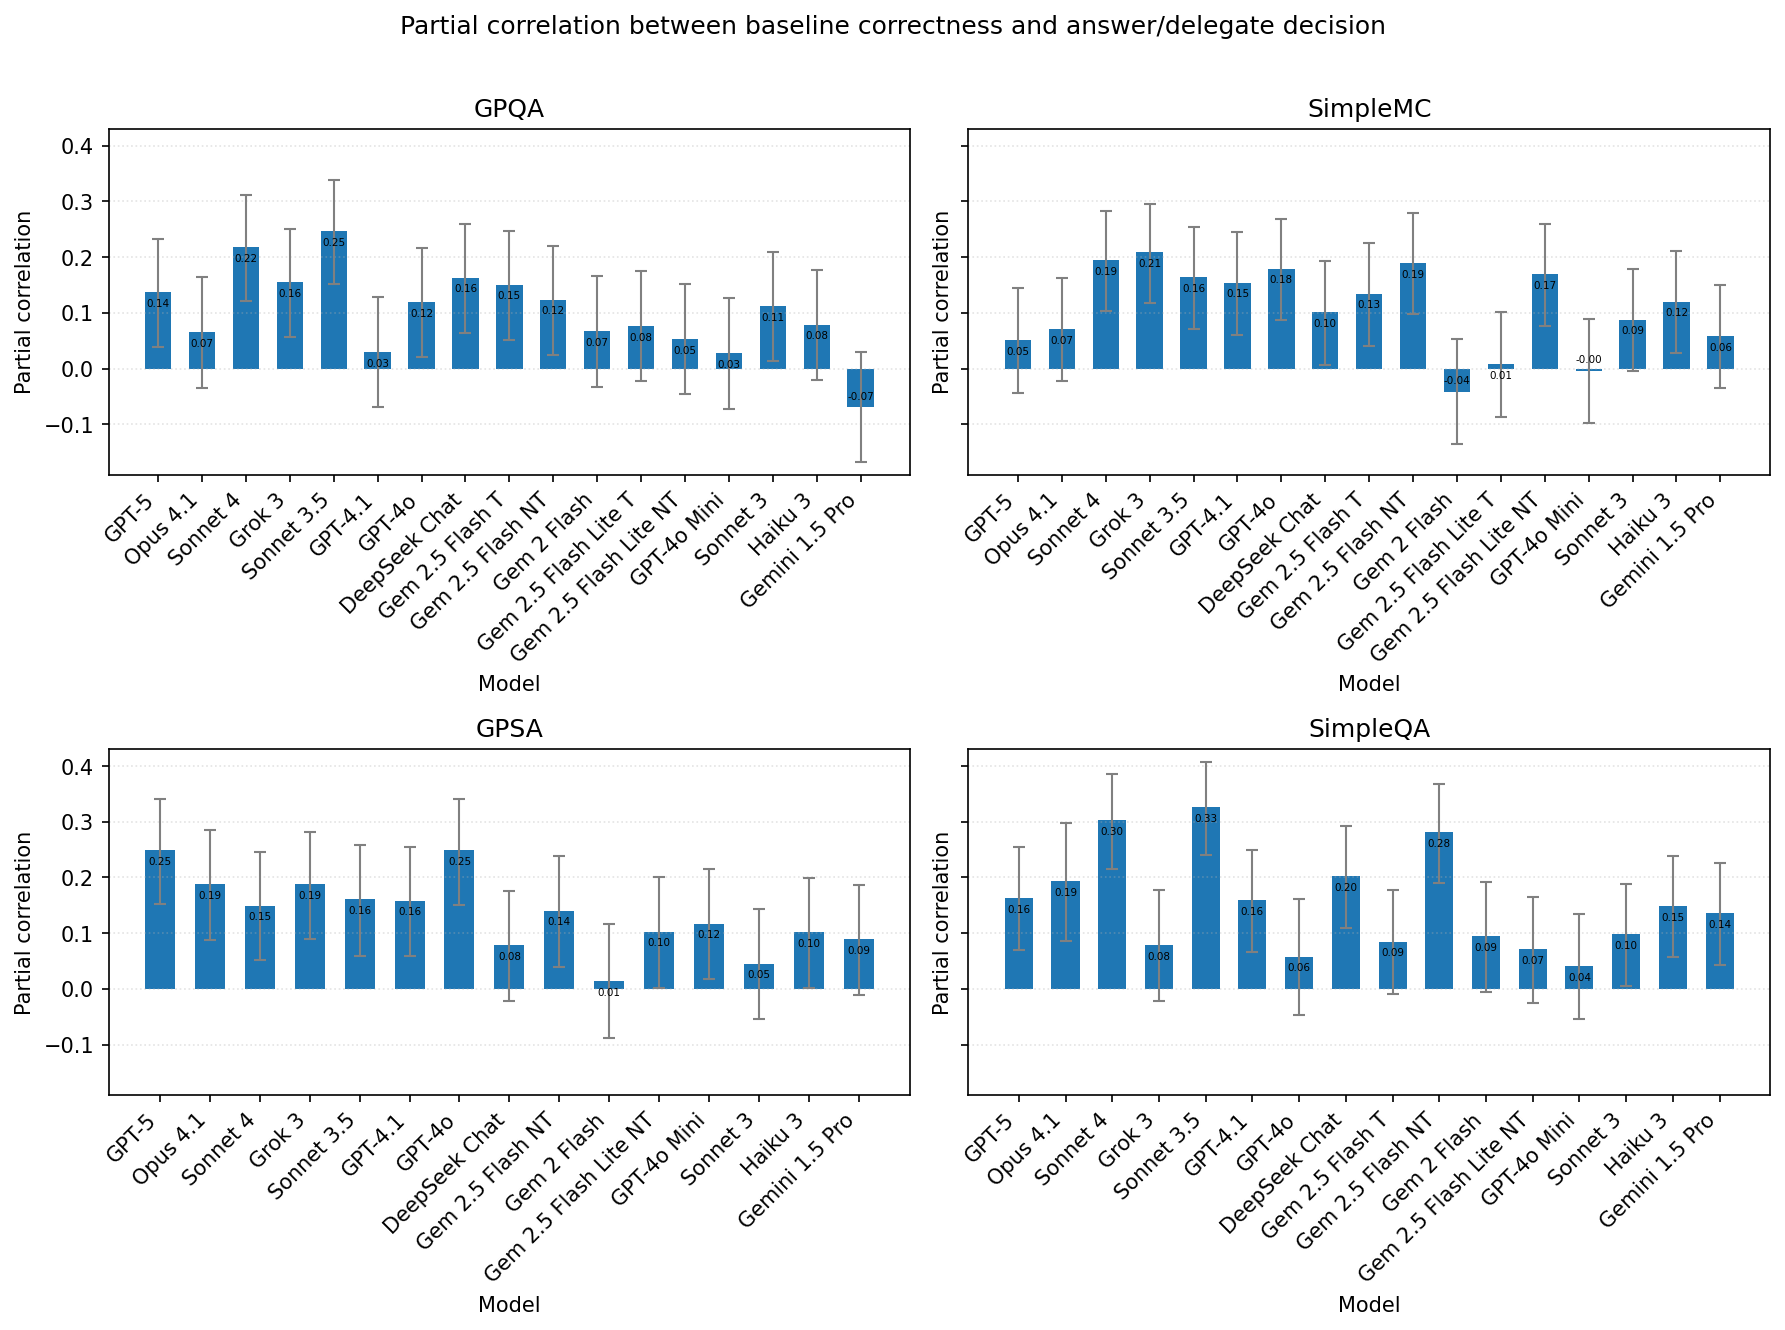 Partial correlation between baseline correctness and answer/delegate decision
GPQA
Partial correlation
0.4
0.3
0.2
0.1
0.0
−0.1
0.14
0.07
0.22
0.16
0.25
0.03
0.12
0.16
0.15
0.12
0.07
0.08
0.05
0.03
0.11
0.08
-0.07
GPT-5
Opus 4.1
Sonnet 4
Grok 3
Sonnet 3.5
GPT-4.1
GPT-4o
DeepSeek Chat
Gem 2.5 Flash T
Gem 2.5 Flash NT
Gem 2 Flash
Gem 2.5 Flash Lite T
Gem 2.5 Flash Lite NT
GPT-4o Mini
Sonnet 3
Haiku 3
Gemini 1.5 Pro
Model
SimpleMC
Partial correlation
0.05
0.07
0.19
0.21
0.16
0.15
0.18
0.10
0.13
0.19
-0.04
0.01
0.17
-0.00
0.09
0.12
0.06
GPT-5
Opus 4.1
Sonnet 4
Grok 3
Sonnet 3.5
GPT-4.1
GPT-4o
DeepSeek Chat
Gem 2.5 Flash T
Gem 2.5 Flash NT
Gem 2 Flash
Gem 2.5 Flash Lite T
Gem 2.5 Flash Lite NT
GPT-4o Mini
Sonnet 3
Haiku 3
Gemini 1.5 Pro
Model
GPSA
Partial correlation
0.4
0.3
0.2
0.1
0.0
−0.1
0.25
0.19
0.15
0.19
0.16
0.16
0.25
0.08
0.14
0.01
0.10
0.12
0.05
0.10
0.09
GPT-5
Opus 4.1
Sonnet 4
Grok 3
Sonnet 3.5
GPT-4.1
GPT-4o
DeepSeek Chat
Gem 2.5 Flash NT
Gem 2 Flash
Gem 2.5 Flash Lite NT
GPT-4o Mini
Sonnet 3
Haiku 3
Gemini 1.5 Pro
Model
SimpleQA
Partial correlation
0.16
0.19
0.30
0.08
0.33
0.16
0.06
0.20
0.09
0.28
0.09
0.07
0.04
0.10
0.15
0.14
GPT-5
Opus 4.1
Sonnet 4
Grok 3
Sonnet 3.5
GPT-4.1
GPT-4o
DeepSeek Chat
Gem 2.5 Flash T
Gem 2.5 Flash NT
Gem 2 Flash
Gem 2.5 Flash Lite NT
GPT-4o Mini
Sonnet 3
Haiku 3
Gemini 1.5 Pro
Model